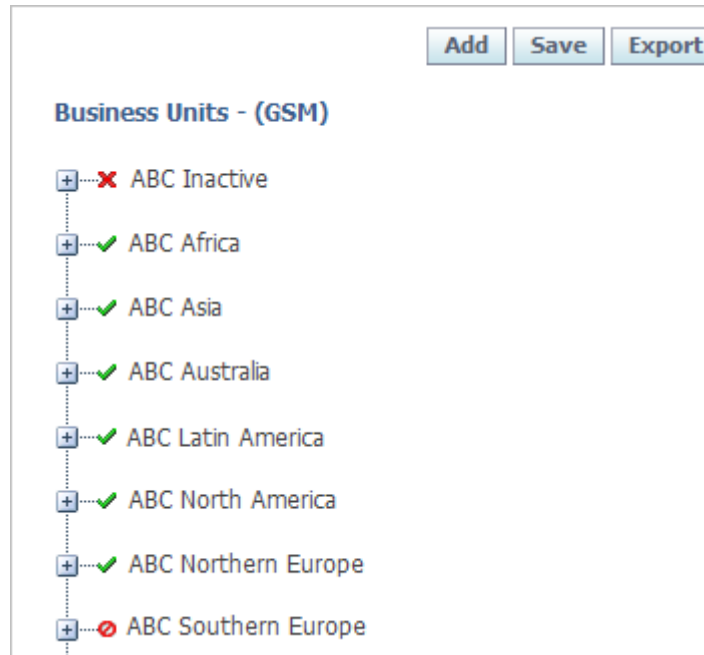 Add Save Export
Business Units - (GSM)
ABC Inactive
ABC Africa
ABC Asia
ABC Australia
ABC Latin America
ABC North America
ABC Northern Europe
ABC Southern Europe